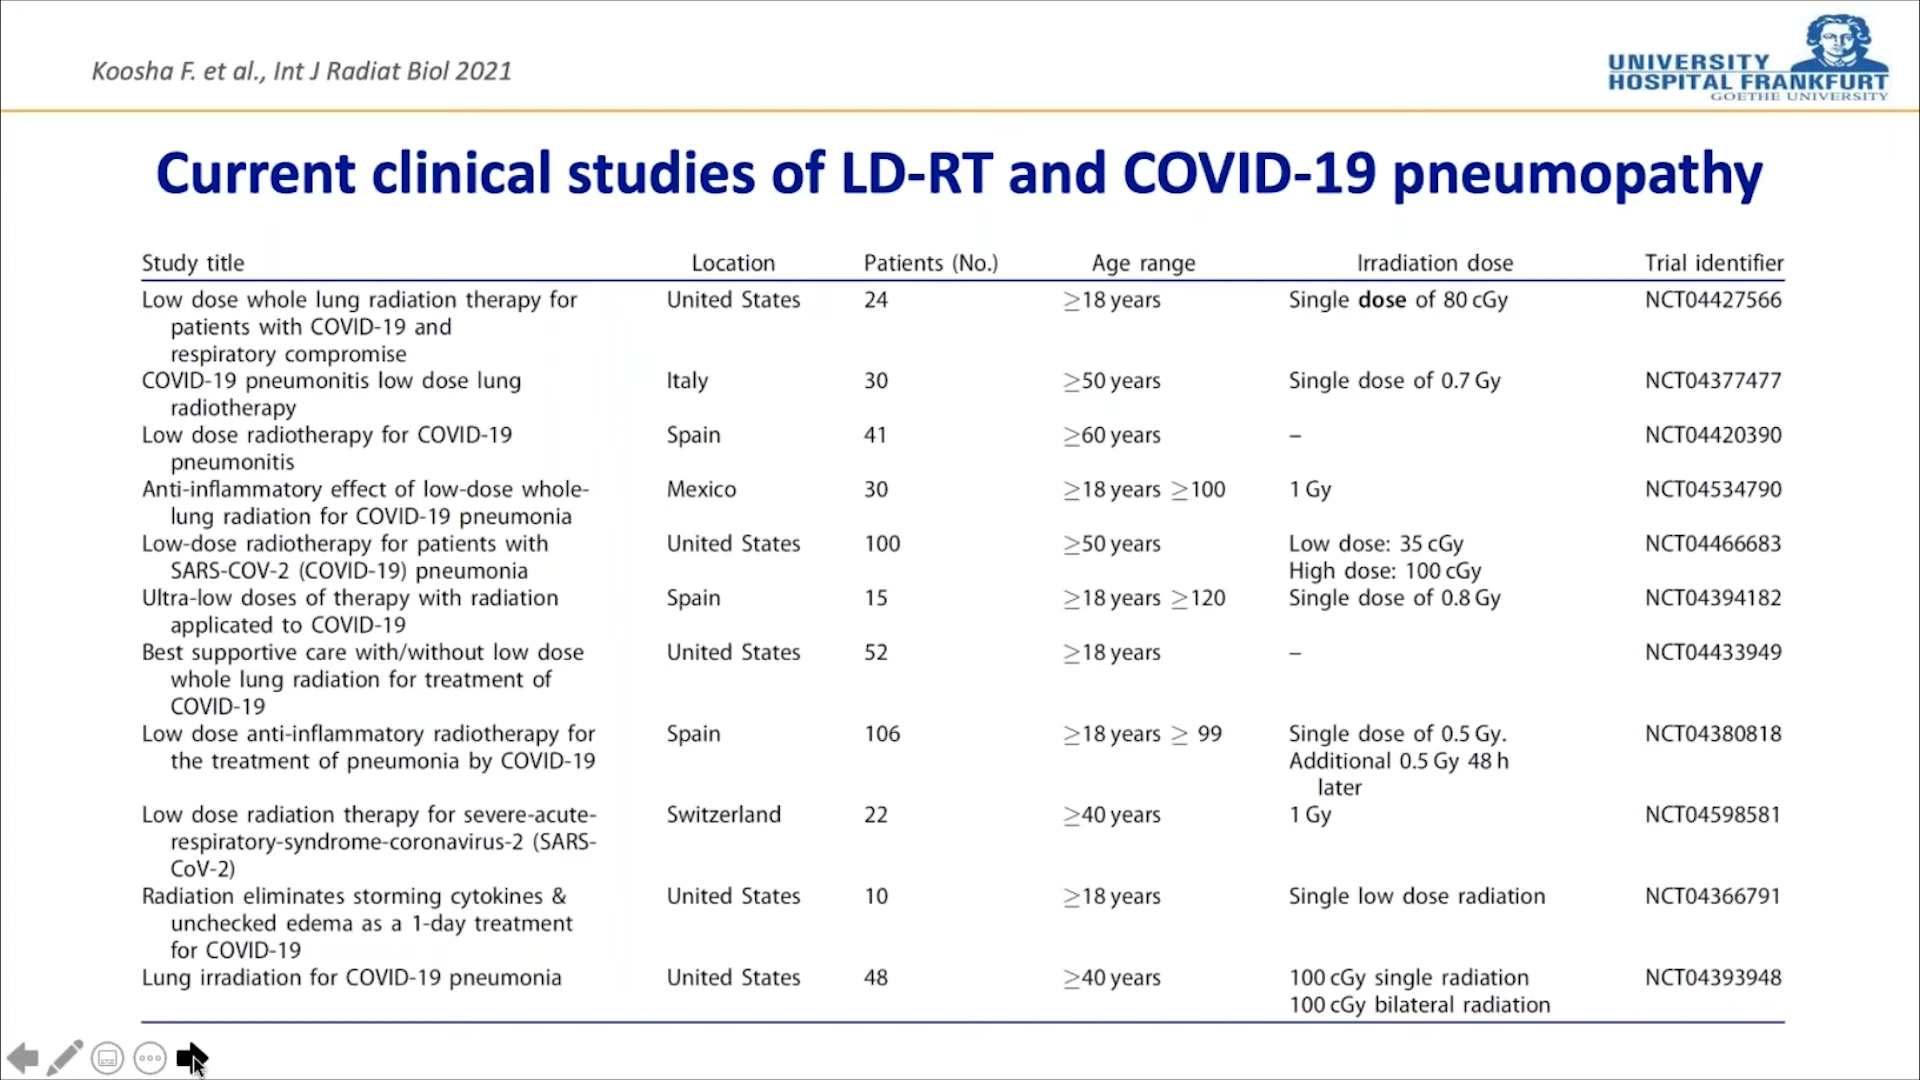 Koosha F. et al., Int J Radiat Biol 2021
UNIVERSITY
HOSPITAL FRANKFURT
GOETHE UNIVERSITY
Current clinical studies of LD-RT and COVID-19 pneumopathy
Study title Location Patients (No.) Age range Irradiation dose Trial identifier
Low dose whole lung radiation therapy for United States 24 ≥18 years Single dose of 80 cGy NCT04427566
patients with COVID-19 and
respiratory compromise
COVID-19 pneumonitis low dose lung Italy 30 ≥50 years Single dose of 0.7 Gy NCT04377477
radiotherapy
Low dose radiotherapy for COVID-19 Spain 41 ≥60 years – NCT04420390
pneumonitis
Anti-inflammatory effect of low-dose whole- Mexico 30 ≥18 years ≥100 1 Gy NCT04534790
lung radiation for COVID-19 pneumonia
Low-dose radiotherapy for patients with United States 100 ≥50 years Low dose: 35 cGy NCT04466683
SARS-COV-2 (COVID-19) pneumonia High dose: 100 cGy
Ultra-low doses of therapy with radiation Spain 15 ≥18 years ≥120 Single dose of 0.8 Gy NCT04394182
applicated to COVID-19
Best supportive care with/without low dose United States 52 ≥18 years – NCT04433949
whole lung radiation for treatment of
COVID-19
Low dose anti-inflammatory radiotherapy for Spain 106 ≥18 years ≥ 99 Single dose of 0.5 Gy. NCT04380818
the treatment of pneumonia by COVID-19 Additional 0.5 Gy 48 h
later
Low dose radiation therapy for severe-acute- Switzerland 22 ≥40 years 1 Gy NCT04598581
respiratory-syndrome-coronavirus-2 (SARS-
CoV-2)
Radiation eliminates storming cytokines & United States 10 ≥18 years Single low dose radiation NCT04366791
unchecked edema as a 1-day treatment
for COVID-19
Lung irradiation for COVID-19 pneumonia United States 48 ≥40 years 100 cGy single radiation NCT04393948
100 cGy bilateral radiation